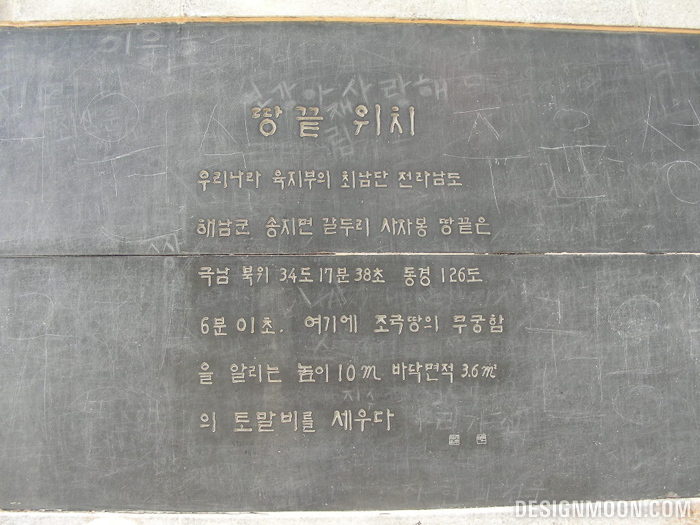 땅끝 위치
우리나라 육지부의 최남단 전라남도
해남군 송지면 갈두리 사자봉 땅끝은
극남 북위 34도 17분 38초 동경 126도
6분 01초. 여기에 조국땅의 무궁함
을 알리는 높이 10m 바닥면적 3.6㎡
의 토말비를 세우다
DESIGNMOON.COM